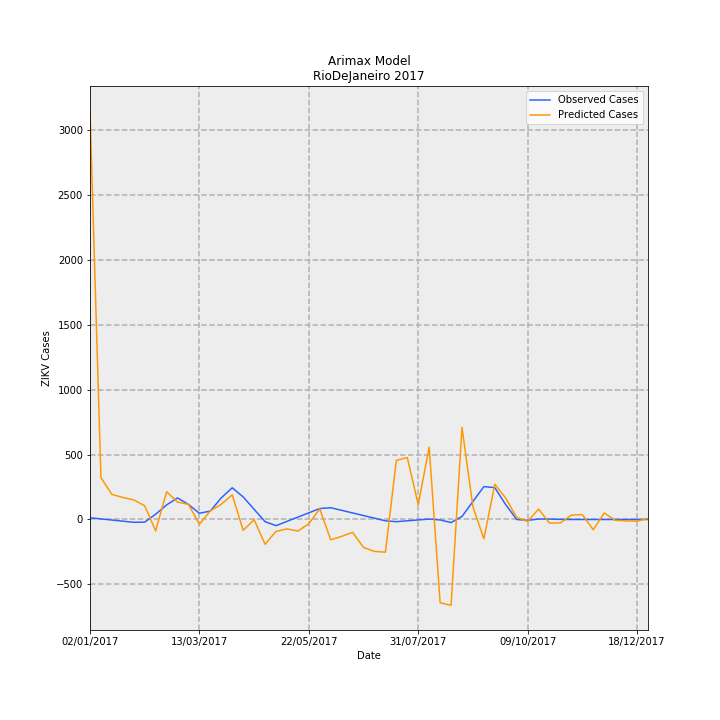 Arimax Model
RioDeJaneiro 2017
Observed Cases
Predicted Cases
ZIKV Cases
3000
2500
2000
1500
1000
500
0
−500
02/01/2017 13/03/2017 22/05/2017 31/07/2017 09/10/2017 18/12/2017
Date